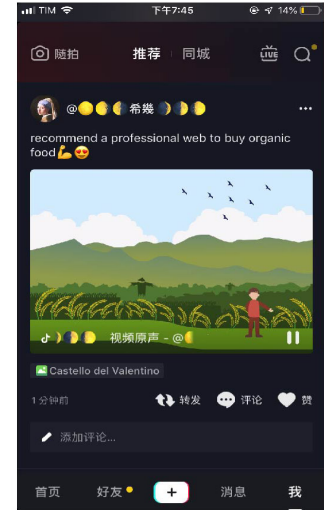 TIM 下午7:45 14%
随拍 推荐 同城 LIVE
@🌕🌕🌔希幾🌒🌓🌕
recommend a professional web to buy organic
food💪😍
视频原声 - @
Castello del Valentino
1分钟前 转发 评论 赞
添加评论...
首页 好友 + 消息 我